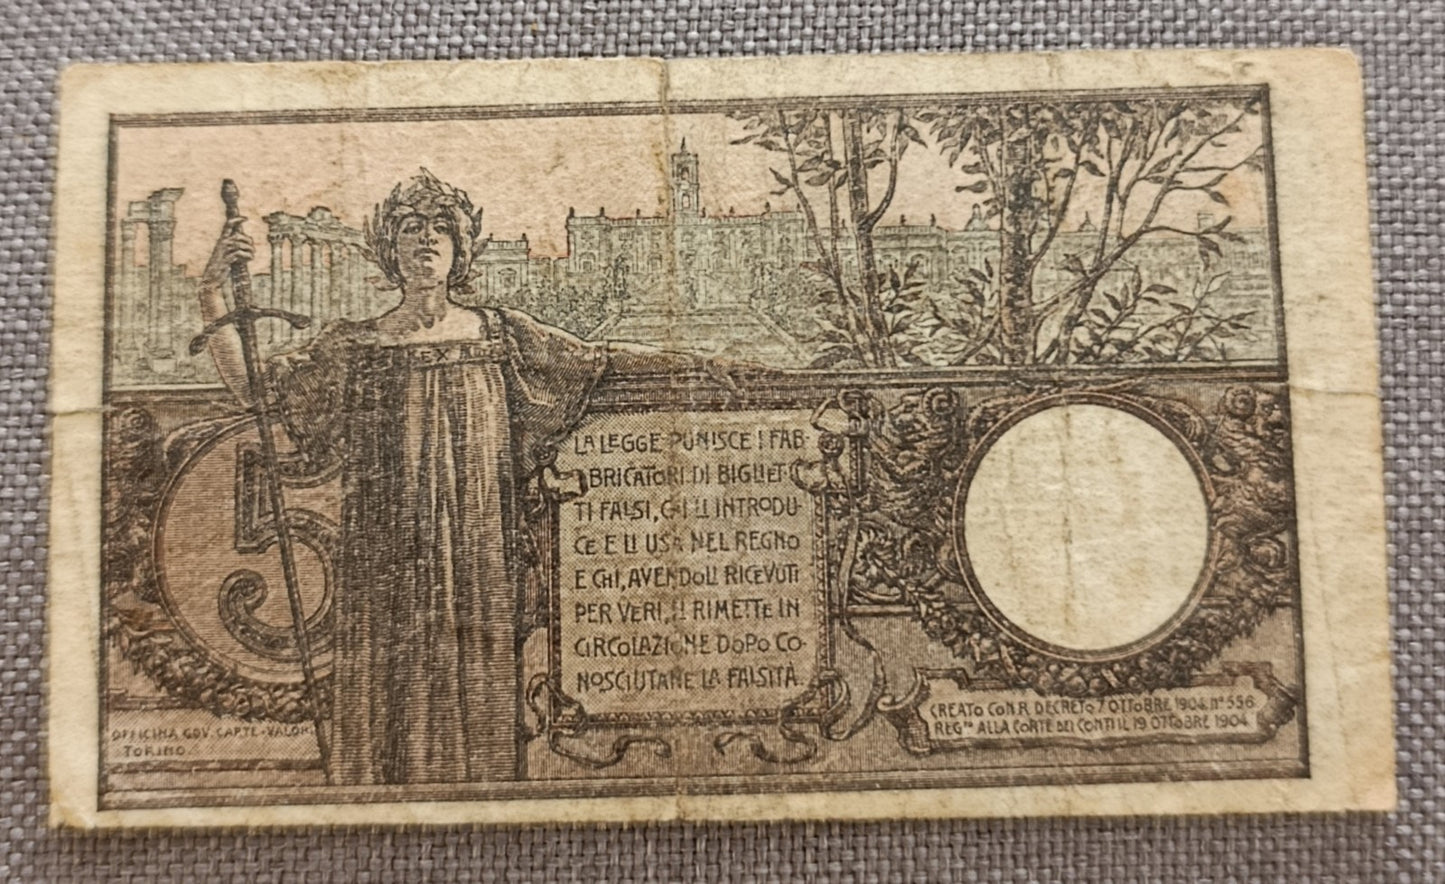 LEX
5
LA LEGGE PUNISCE I FAB-
BRICATORI DI BIGLIET-
TI FALSI, CHI LI INTRODU-
CE E LI USA NEL REGNO
E CHI, AVENDOLI RICEVUTI
PER VERI, LI RIMETTE IN
CIRCOLAZIONE DOPO CO-
NOSCIUTANE LA FALSITÀ.
CREATO CON R. DECRETO 7 OTTOBRE 1904. N° 556
REG.TO ALLA CORTE DEI CONTI IL 19 OTTOBRE 1904
OFFICINA GOV. CARTE-VALORI
TORINO.